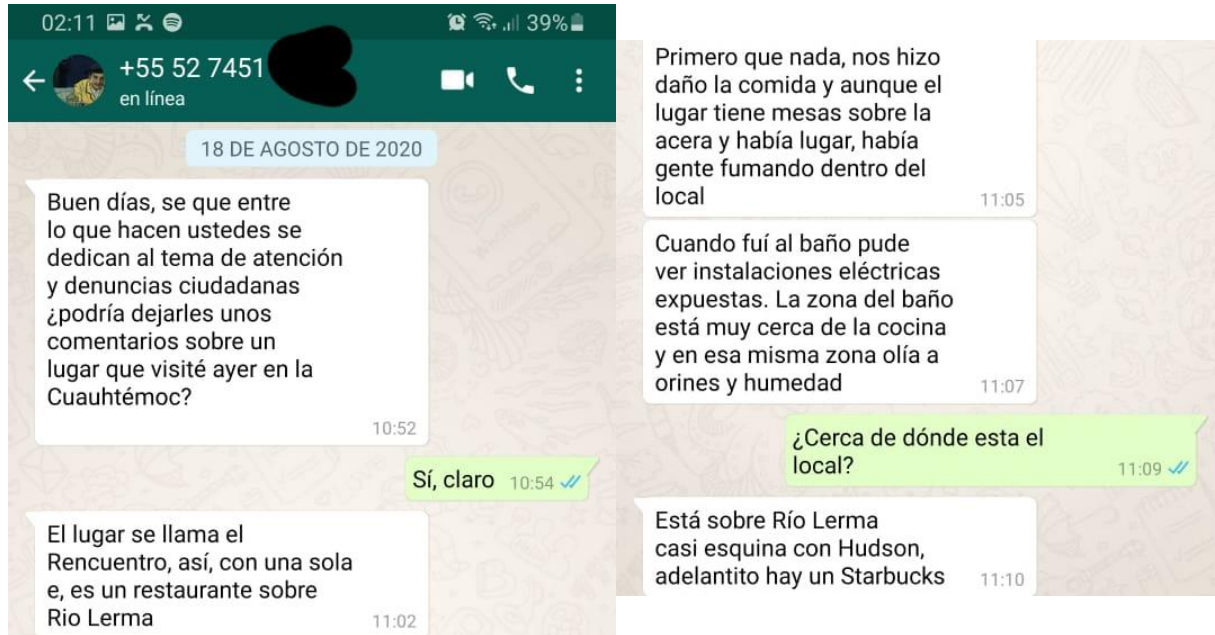 02:11
39%
+55 52 7451
en línea
18 DE AGOSTO DE 2020
Buen días, se que entre
lo que hacen ustedes se
dedican al tema de atención
y denuncias ciudadanas
¿podría dejarles unos
comentarios sobre un
lugar que visité ayer en la
Cuauhtémoc?
10:52
Sí, claro 10:54
El lugar se llama el
Rencuentro, así, con una sola
e, es un restaurante sobre
Rio Lerma
11:02
Primero que nada, nos hizo
daño la comida y aunque el
lugar tiene mesas sobre la
acera y había lugar, había
gente fumando dentro del
local
11:05
Cuando fuí al baño pude
ver instalaciones eléctricas
expuestas. La zona del baño
está muy cerca de la cocina
y en esa misma zona olía a
orines y humedad
11:07
¿Cerca de dónde esta el
local?
11:09
Está sobre Río Lerma
casi esquina con Hudson,
adelantito hay un Starbucks
11:10